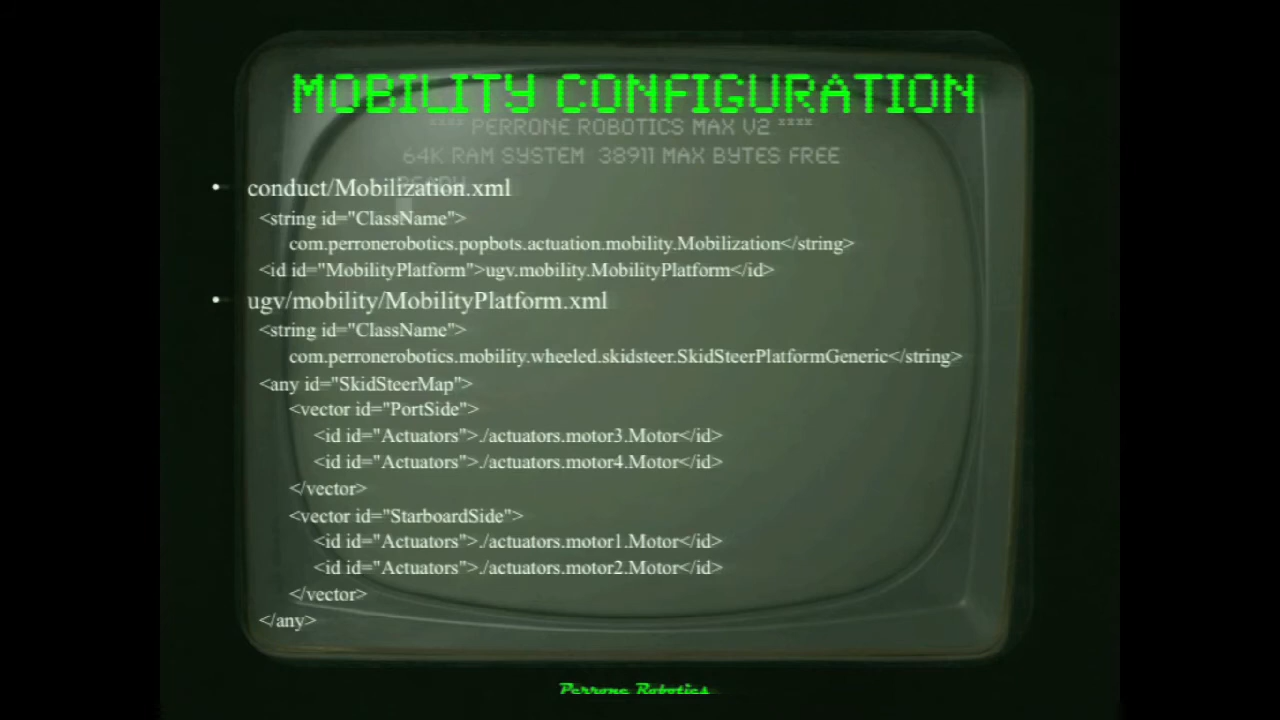 MOBILITY CONFIGURATION
**** PERRONE ROBOTICS MAX V2 ****
64K RAM SYSTEM 38911 MAX BYTES FREE
READY
• conduct/Mobilization.xml
<string id="ClassName">
com.perronerobotics.popbots.actuation.mobility.Mobilization</string>
<id id="MobilityPlatform">ugv.mobility.MobilityPlatform</id>
• ugv/mobility/MobilityPlatform.xml
<string id="ClassName">
com.perronerobotics.mobility.wheeled.skidsteer.SkidSteerPlatformGeneric</string>
<any id="SkidSteerMap">
<vector id="PortSide">
<id id="Actuators">./actuators.motor3.Motor</id>
<id id="Actuators">./actuators.motor4.Motor</id>
</vector>
<vector id="StarboardSide">
<id id="Actuators">./actuators.motor1.Motor</id>
<id id="Actuators">./actuators.motor2.Motor</id>
</vector>
</any>
Perrone Robotics